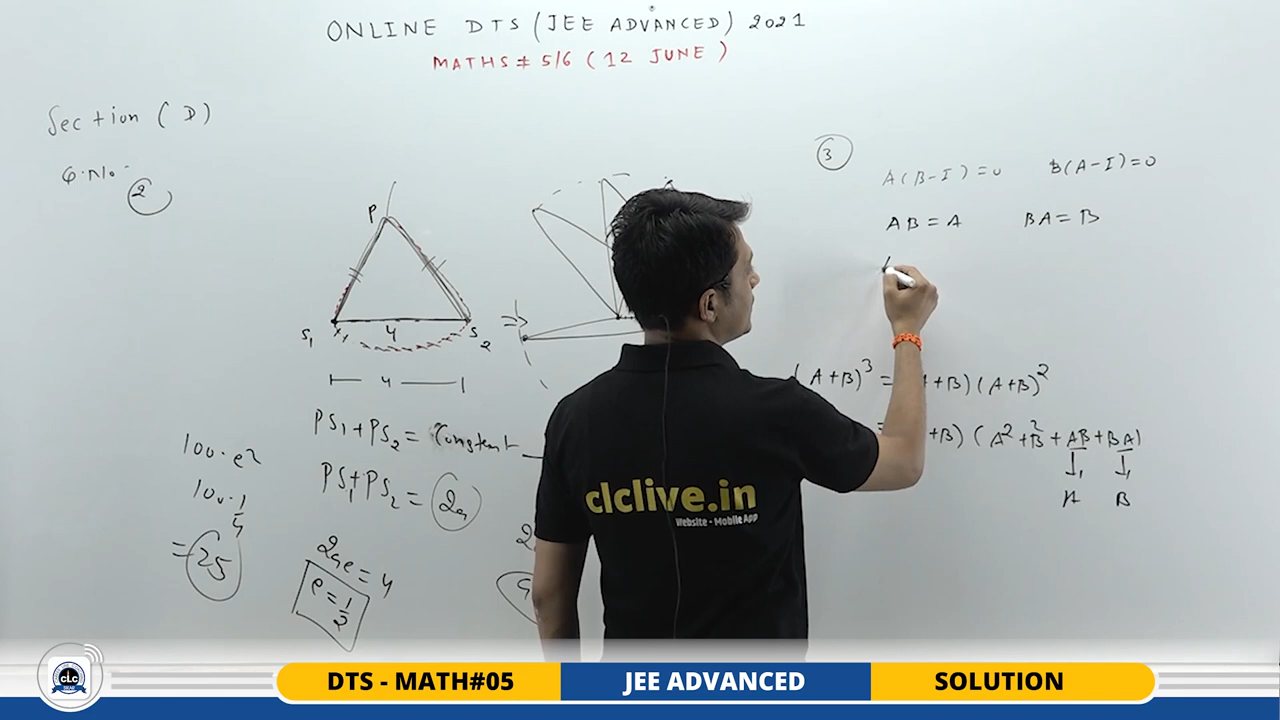 ONLINE DTS (JEE ADVANCED) 2021
MATHS # 5/6 (12 JUNE)
Section (D)
Q.No.
2
P
S1
4
S2
4
PS1+PS2 = Constant
PS1+PS2 = 2a
2ae = 4
e = 1/2
100·e²
100·1/4
= 25
⇒
3
A(B-I)=0 B(A-I)=0
AB = A BA = B
(A+B)³ = A+B)(A+B)²
= +B) (A²+B²+AB+BA)
A B
clclive.in
Website - Mobile App
CLC
DTS - MATH#05
JEE ADVANCED
SOLUTION